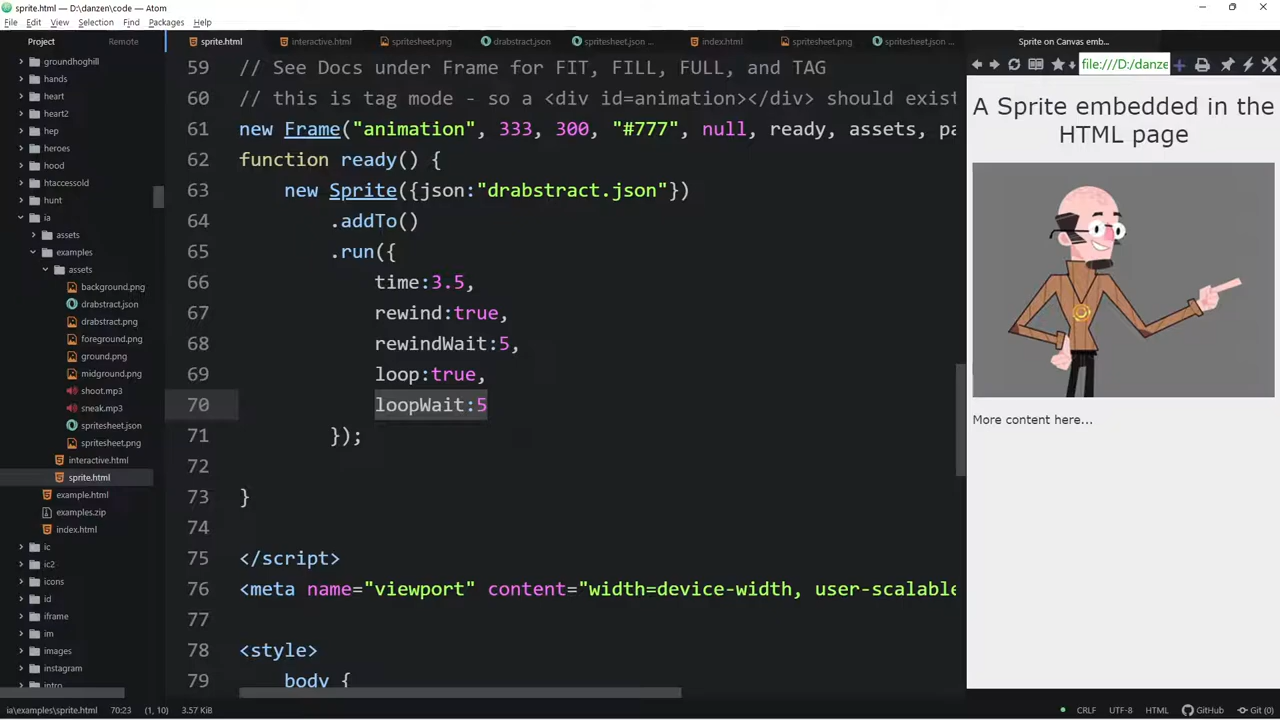 sprite.html — D:\danzen\code — Atom
File Edit View Selection Find Packages Help
Project Remote
sprite.html interactive.html spritesheet.png drabstract.json spritesheet.json ... index.html spritesheet.png spritesheet.json ... Sprite on Canvas emb...
groundhoghill
hands
heart
heart2
hep
heroes
hood
htaccessold
hunt
ia
assets
examples
assets
background.png
drabstract.json
drabstract.png
foreground.png
ground.png
midground.png
shoot.mp3
sneak.mp3
spritesheet.json
spritesheet.png
interactive.html
sprite.html
example.html
examples.zip
index.html
ic
ic2
icons
id
iframe
im
images
instagram
intro
59 // See Docs under Frame for FIT, FILL, FULL, and TAG
60 // this is tag mode - so a <div id=animation></div> should exist
61 new Frame("animation", 333, 300, "#777", null, ready, assets, pa
62 function ready() {
63 new Sprite({json:"drabstract.json"})
64 .addTo()
65 .run({
66 time:3.5,
67 rewind:true,
68 rewindWait:5,
69 loop:true,
70 loopWait:5
71 });
72
73 }
74
75 </script>
76 <meta name="viewport" content="width=device-width, user-scalable
77
78 <style>
79 body {
file:///D:/danze
A Sprite embedded in the
HTML page
More content here...
ia\examples\sprite.html 70:23 (1, 10) 3.57 KiB CRLF UTF-8 HTML GitHub Git (0)